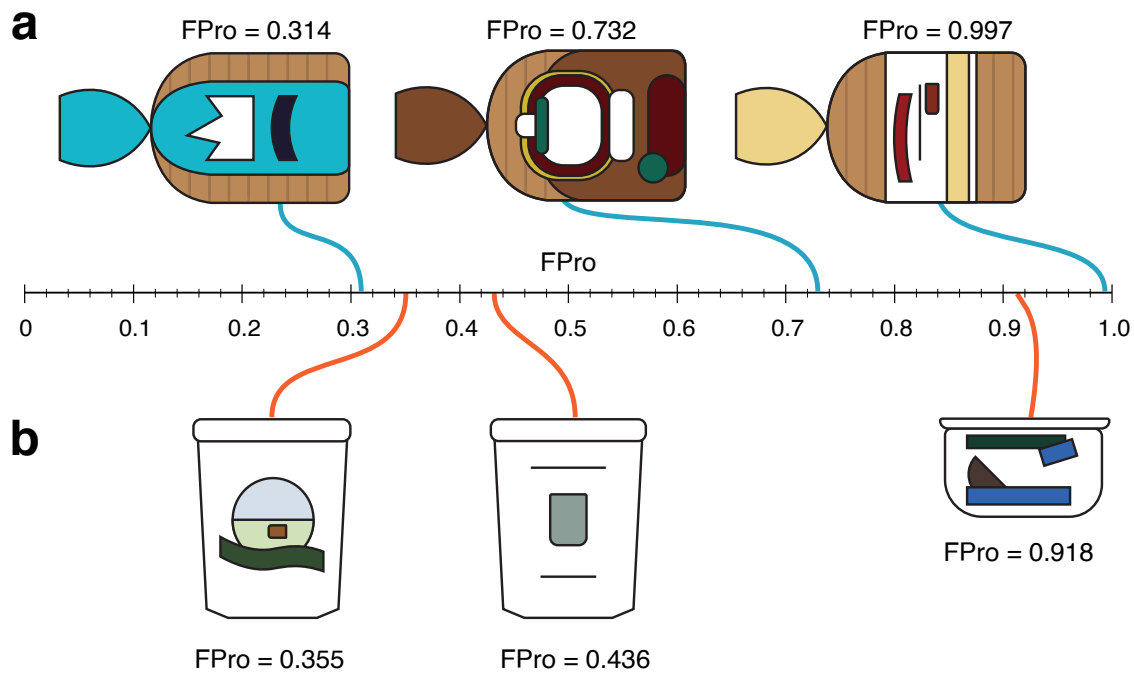 a
FPro = 0.314
FPro = 0.732
FPro = 0.997
FPro
0 0.1 0.2 0.3 0.4 0.5 0.6 0.7 0.8 0.9 1.0
b
FPro = 0.918
FPro = 0.355
FPro = 0.436